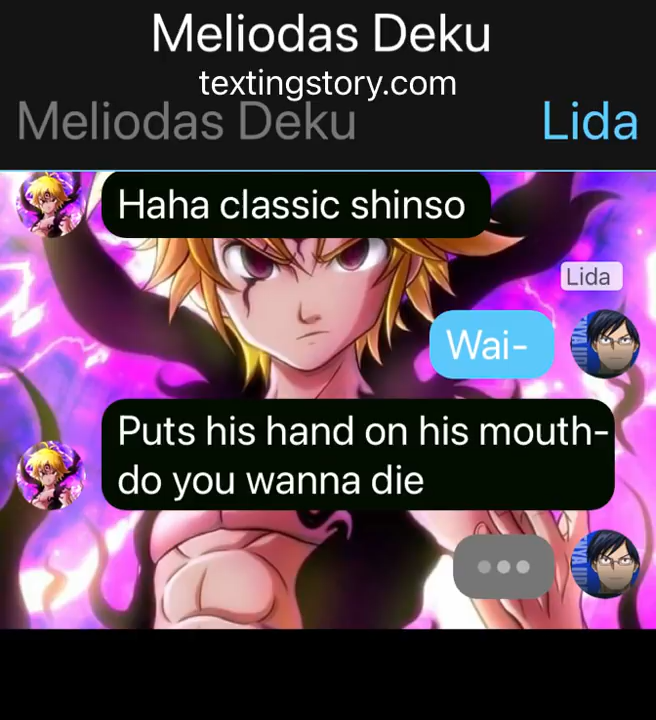 Meliodas Deku
textingstory.com
Meliodas Deku Lida
Haha classic shinso
Lida
Wai-
Puts his hand on his mouth-
do you wanna die